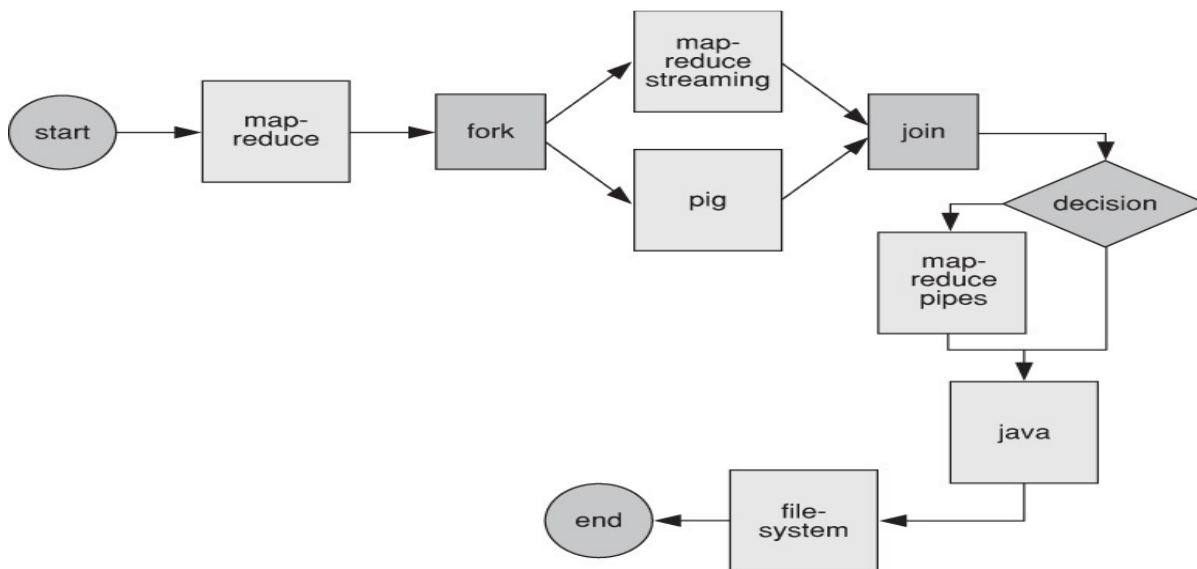 start
map-
reduce
fork
map-
reduce
streaming
pig
join
decision
map-
reduce
pipes
java
file-
system
end